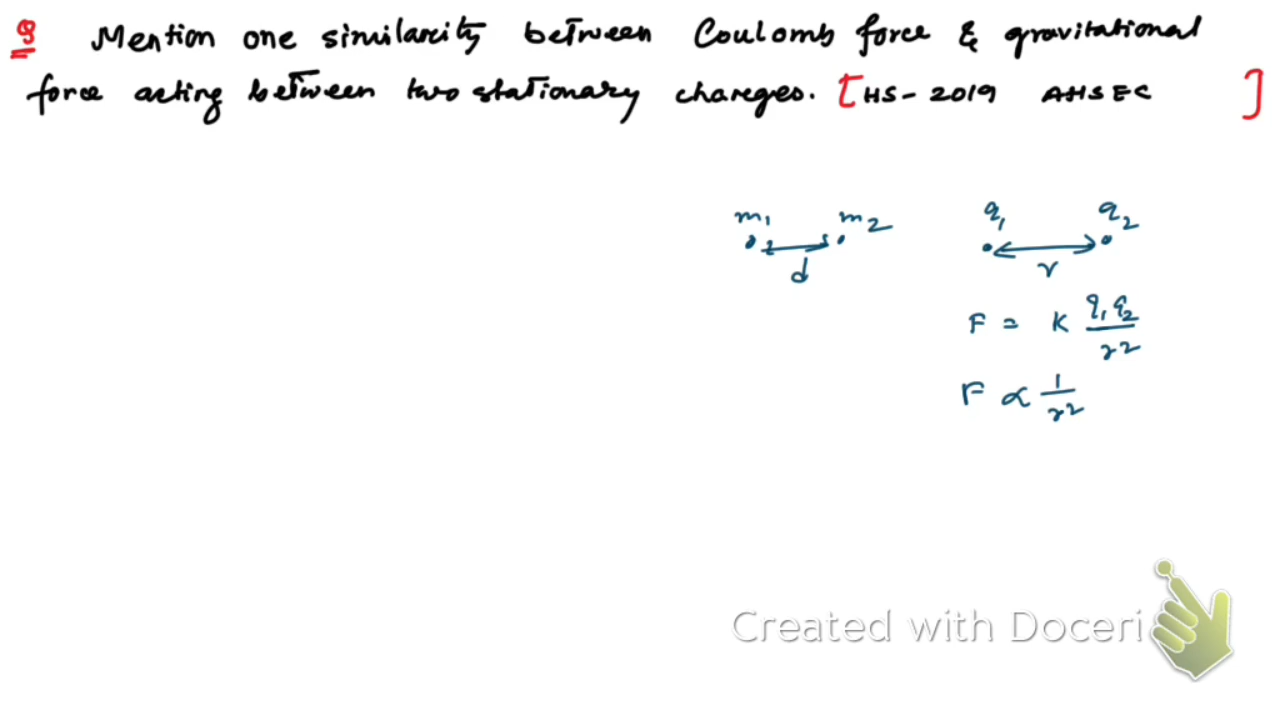 Q Mention one similarity between Coulomb force & gravitational
force acting between two stationary charges. [HS-2019 AHSEC ]
m₁ m₂ q₁ q₂
d r
F = K q₁q₂/r²
F ∝ 1/r²
Created with Doceri